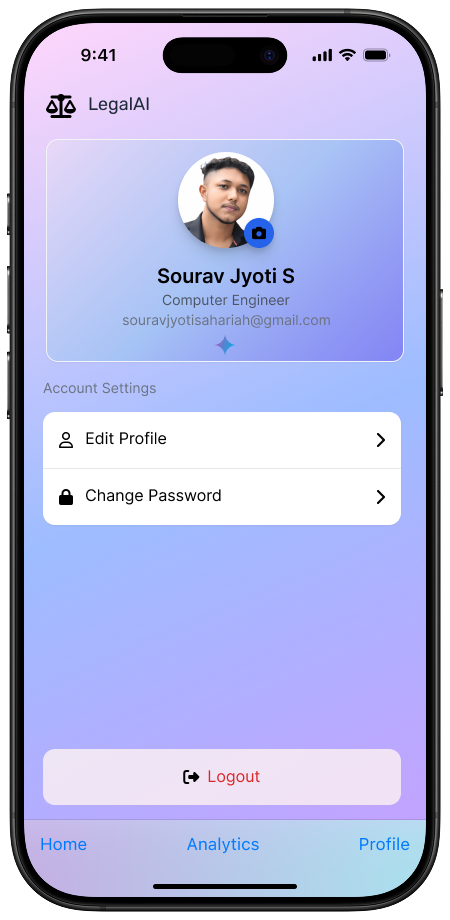 9:41
LegalAI
Sourav Jyoti S
Computer Engineer
souravjyotisahariah@gmail.com
Account Settings
Edit Profile
Change Password
Logout
Home Analytics Profile